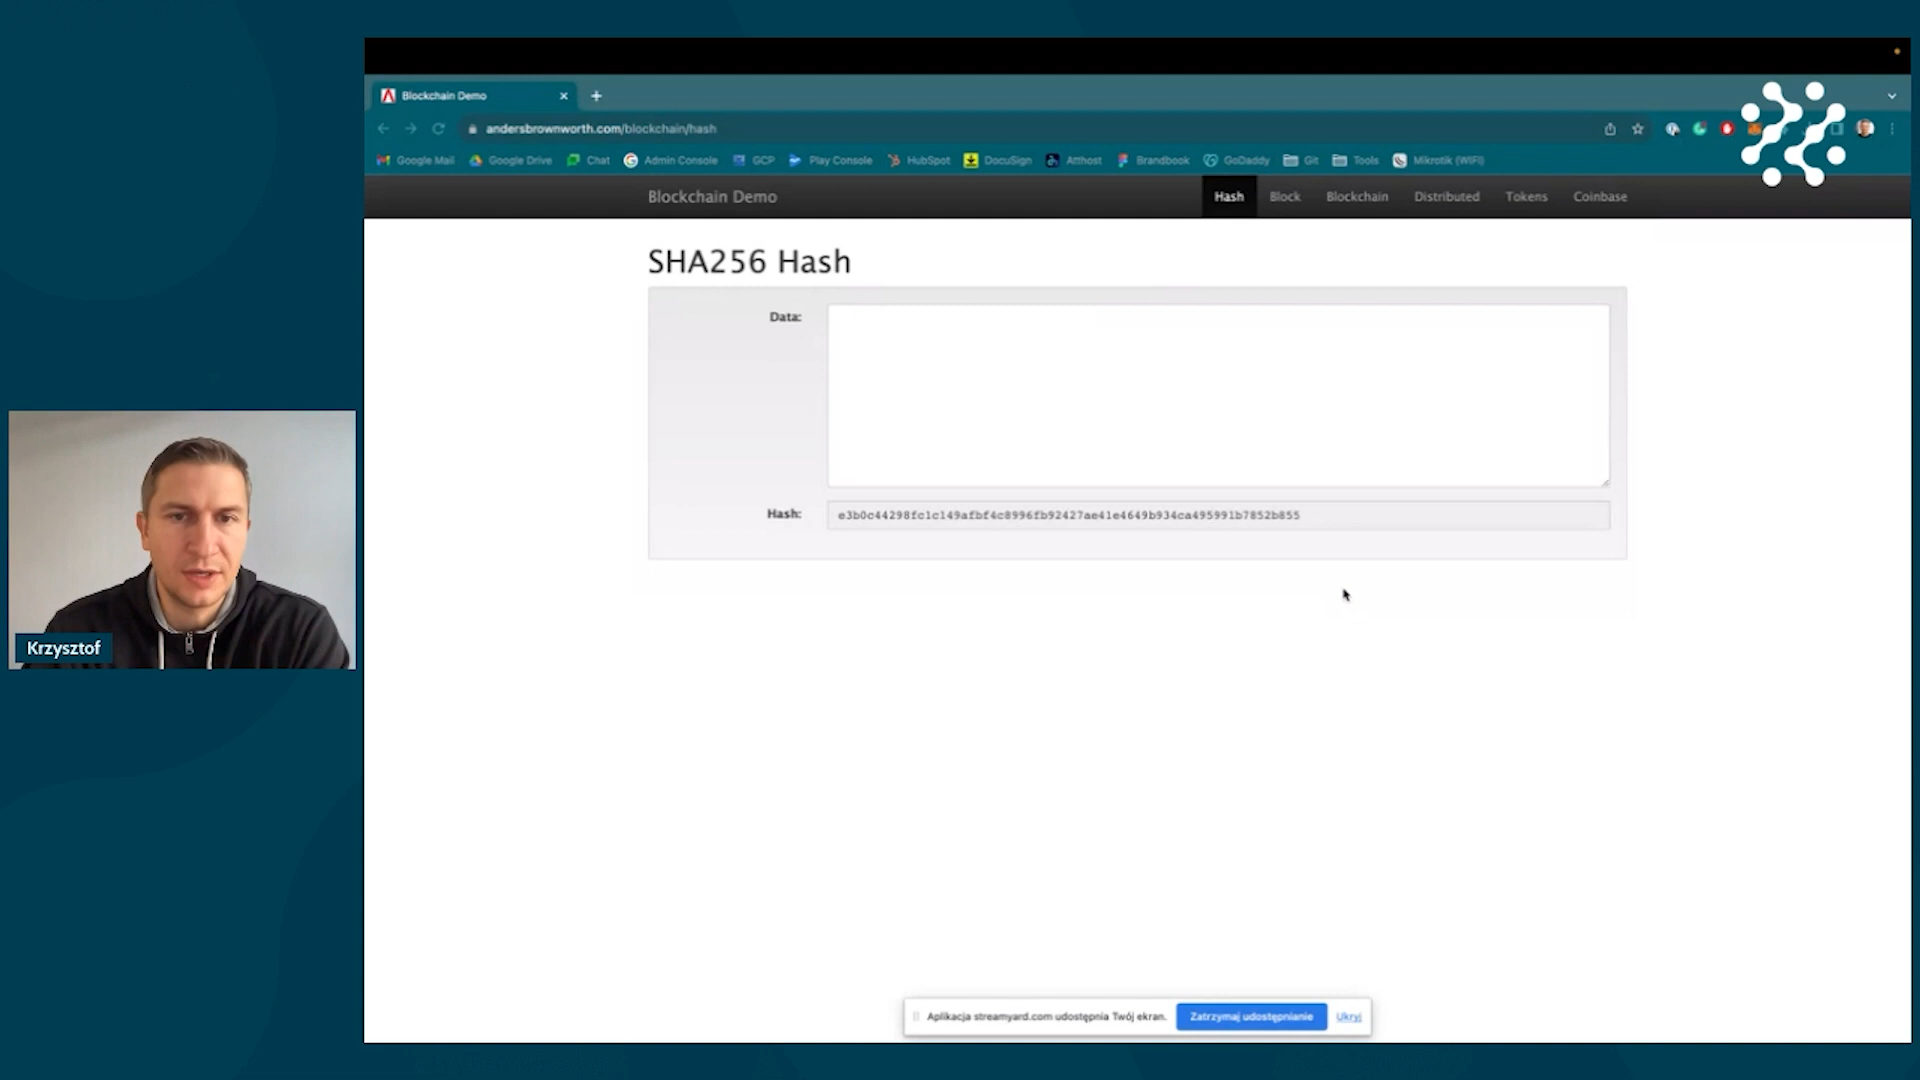 Blockchain Demo
andersbrownworth.com/blockchain/hash
Google Mail Google Drive Chat Admin Console GCP Play Console HubSpot DocuSign Atthost Brandbook GoDaddy Git Tools Mikrotik (WIFI)
Blockchain Demo Hash Block Blockchain Distributed Tokens Coinbase
SHA256 Hash
Data:
Hash: e3b0c44298fc1c149afbf4c8996fb92427ae41e4649b934ca495991b7852b855
Krzysztof
Aplikacja streamyard.com udostępnia Twój ekran. Zatrzymaj udostępnianie Ukryj